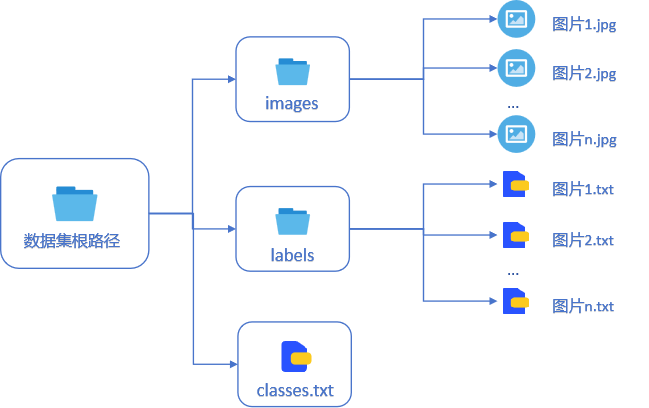 数据集根路径
images
图片1.jpg
图片2.jpg
...
图片n.jpg
labels
图片1.txt
图片2.txt
...
图片n.txt
classes.txt